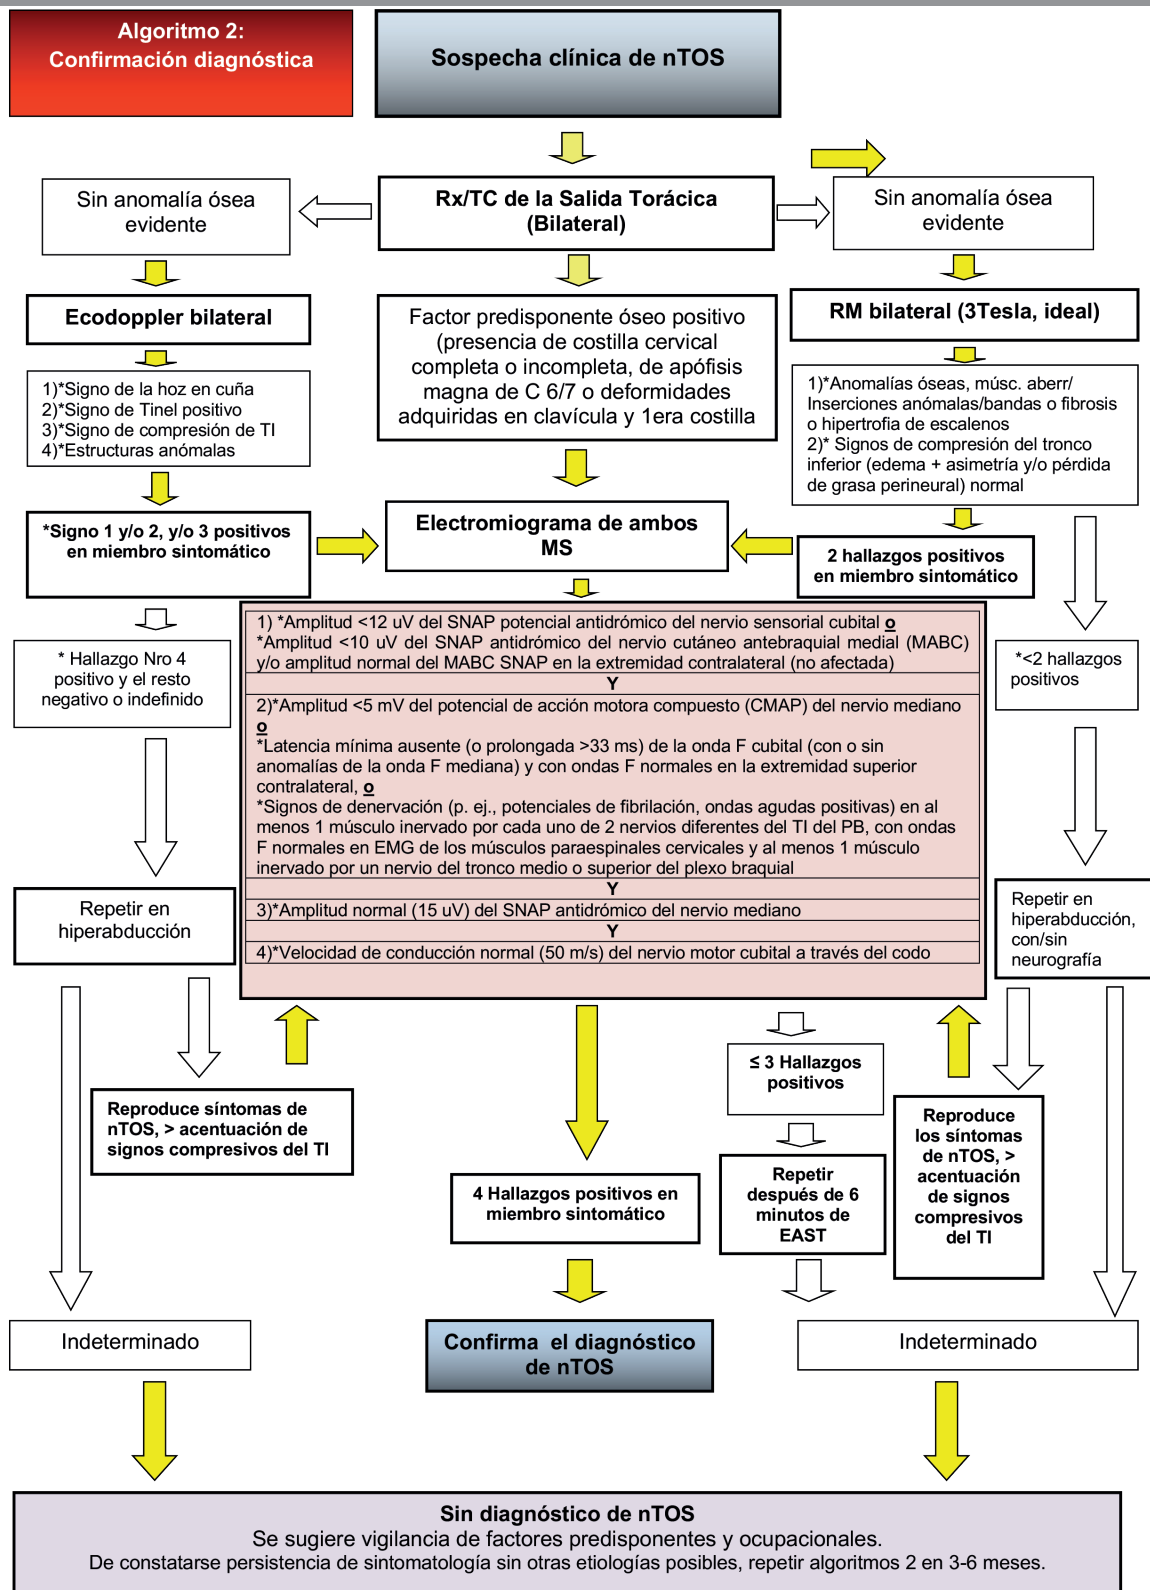 Algoritmo 2:
Confirmación diagnóstica
Sospecha clínica de nTOS
Sin anomalía ósea
evidente
Rx/TC de la Salida Torácica
(Bilateral)
Sin anomalía ósea
evidente
Ecodoppler bilateral
Factor predisponente óseo positivo
(presencia de costilla cervical
completa o incompleta, de apófisis
magna de C 6/7 o deformidades
adquiridas en clavícula y 1era costilla
RM bilateral (3Tesla, ideal)
1)*Signo de la hoz en cuña
2)*Signo de Tinel positivo
3)*Signo de compresión de TI
4)*Estructuras anómalas
1)*Anomalías óseas, músc. aberr/
Inserciones anómalas/bandas o fibrosis
o hipertrofia de escalenos
2)* Signos de compresión del tronco
inferior (edema + asimetría y/o pérdida
de grasa perineural) normal
*Signo 1 y/o 2, y/o 3 positivos
en miembro sintomático
Electromiograma de ambos
MS
2 hallazgos positivos
en miembro sintomático
* Hallazgo Nro 4
positivo y el resto
negativo o indefinido
1) *Amplitud <12 uV del SNAP potencial antidrómico del nervio sensorial cubital o
*Amplitud <10 uV del SNAP antidrómico del nervio cutáneo antebraquial medial (MABC)
y/o amplitud normal del MABC SNAP en la extremidad contralateral (no afectada)
Y
2)*Amplitud <5 mV del potencial de acción motora compuesto (CMAP) del nervio mediano
o
*Latencia mínima ausente (o prolongada >33 ms) de la onda F cubital (con o sin
anomalías de la onda F mediana) y con ondas F normales en la extremidad superior
contralateral, o
*Signos de denervación (p. ej., potenciales de fibrilación, ondas agudas positivas) en al
menos 1 músculo inervado por cada uno de 2 nervios diferentes del TI del PB, con ondas
F normales en EMG de los músculos paraespinales cervicales y al menos 1 músculo
inervado por un nervio del tronco medio o superior del plexo braquial
Y
3)*Amplitud normal (15 uV) del SNAP antidrómico del nervio mediano
Y
4)*Velocidad de conducción normal (50 m/s) del nervio motor cubital a través del codo
*<2 hallazgos
positivos
Repetir en
hiperabducción
Repetir en
hiperabducción,
con/sin
neurografía
Reproduce síntomas de
nTOS, > acentuación de
signos compresivos del TI
≤ 3 Hallazgos
positivos
Reproduce
los síntomas
de nTOS, >
acentuación
de signos
compresivos
del TI
4 Hallazgos positivos en
miembro sintomático
Repetir
después de 6
minutos de
EAST
Indeterminado
Confirma el diagnóstico
de nTOS
Indeterminado
Sin diagnóstico de nTOS
Se sugiere vigilancia de factores predisponentes y ocupacionales.
De constatarse persistencia de sintomatología sin otras etiologías posibles, repetir algoritmos 2 en 3-6 meses.